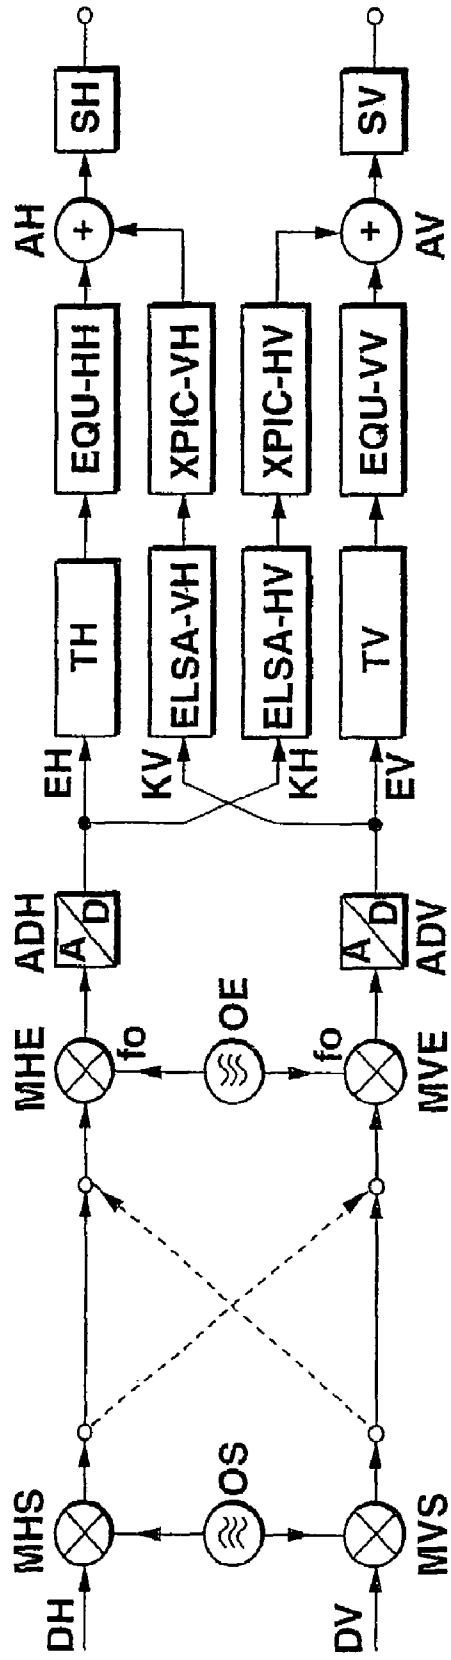 DH
MHS
MHE
fo
ADH
A
D
EH
TH
EQU-HH
AH
+
SH
OS
OE
KV
ELSA-VH
XPIC-VH
KH
ELSA-HV
XPIC-HV
DV
MVS
MVE
fo
ADV
A
D
EV
TV
EQU-VV
AV
+
SV